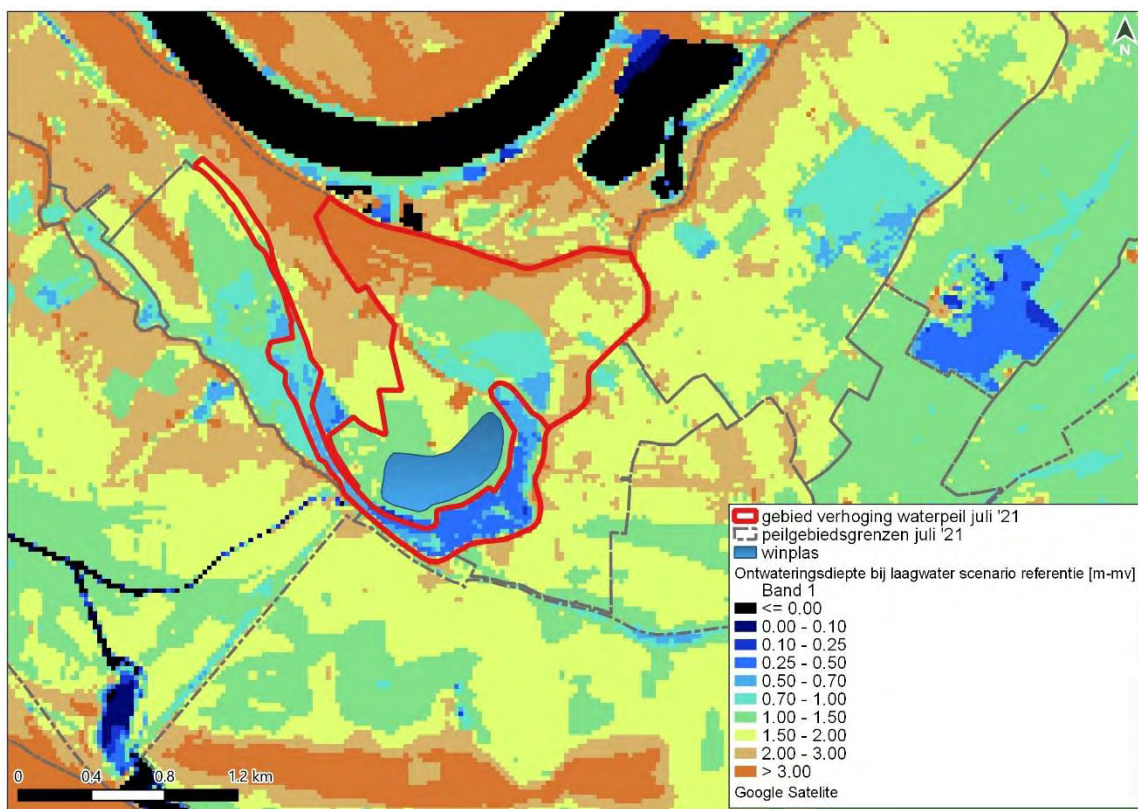 N
gebied verhoging waterpeil juli '21
peilgebiedsgrenzen juli '21
winplas
Ontwateringsdiepte bij laagwater scenario referentie [m-mv]
Band 1
<= 0.00
0.00 - 0.10
0.10 - 0.25
0.25 - 0.50
0.50 - 0.70
0.70 - 1.00
1.00 - 1.50
1.50 - 2.00
2.00 - 3.00
> 3.00
Google Satelite
0 0.4 0.8 1.2 km